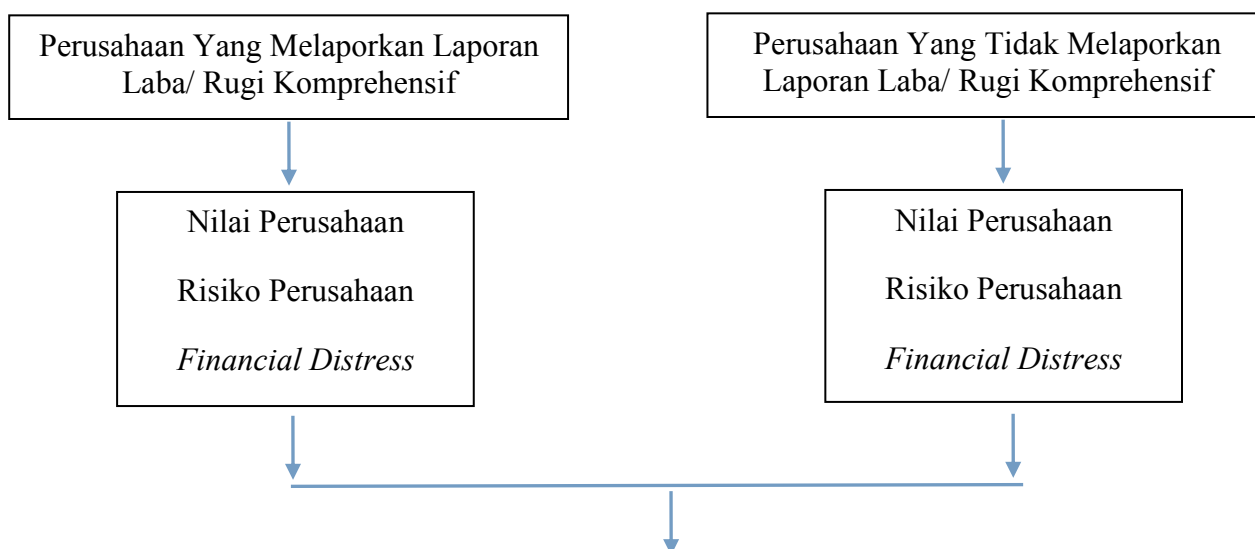 Perusahaan Yang Melaporkan Laporan
Laba/ Rugi Komprehensif
Perusahaan Yang Tidak Melaporkan
Laporan Laba/ Rugi Komprehensif
Nilai Perusahaan
Risiko Perusahaan
Financial Distress
Nilai Perusahaan
Risiko Perusahaan
Financial Distress